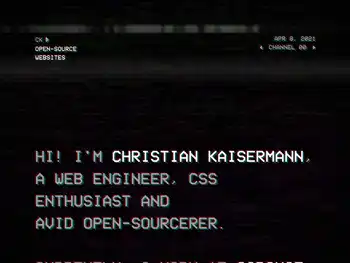 CK
APR 8, 2021
OPEN-SOURCE
CHANNEL 00
WEBSITES
HI! I'M CHRISTIAN KAISERMANN,
A WEB ENGINEER, CSS
ENTHUSIAST AND
AVID OPEN-SOURCERER.